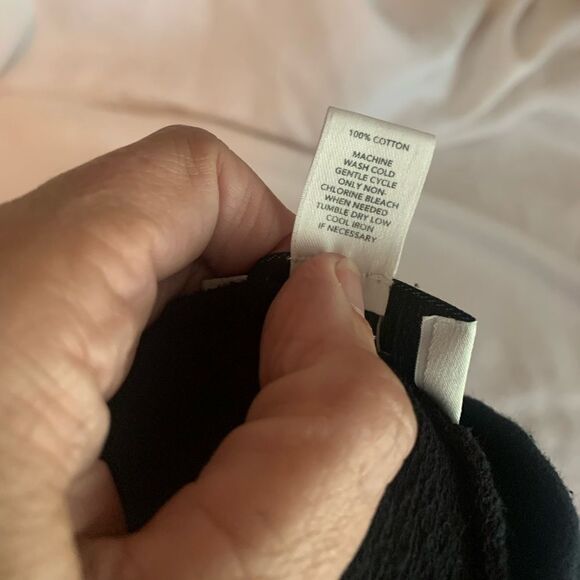 100% COTTON
MACHINE
WASH COLD
GENTLE CYCLE
ONLY NON-
CHLORINE BLEACH
WHEN NEEDED
TUMBLE DRY LOW
COOL IRON
IF NECESSARY